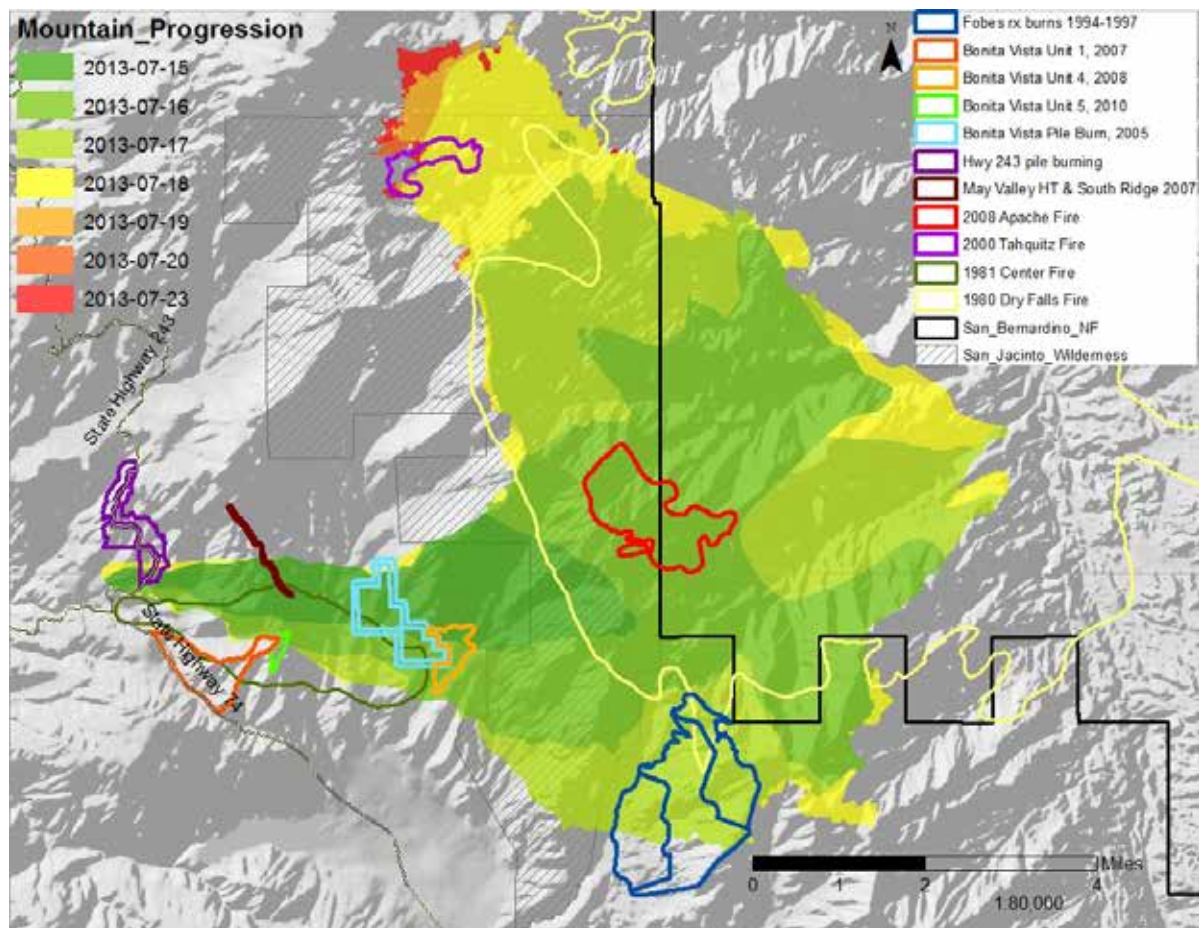 Mountain_Progression
2013-07-15
2013-07-16
2013-07-17
2013-07-18
2013-07-19
2013-07-20
2013-07-23
N
Fobes rx burns 1994-1997
Bonita Vista Unit 1, 2007
Bonita Vista Unit 4, 2008
Bonita Vista Unit 5, 2010
Bonita Vista Pile Burn, 2005
Hwy 243 pile burning
May Valley HT & South Ridge 2007
2008 Apache Fire
2000 Tahquitz Fire
1981 Center Fire
1980 Dry Falls Fire
San_Bernardino_NF
San_Jacinto_Wilderness
State Highway 243
State Highway 74
Miles
0 1 2 4
1:80,000